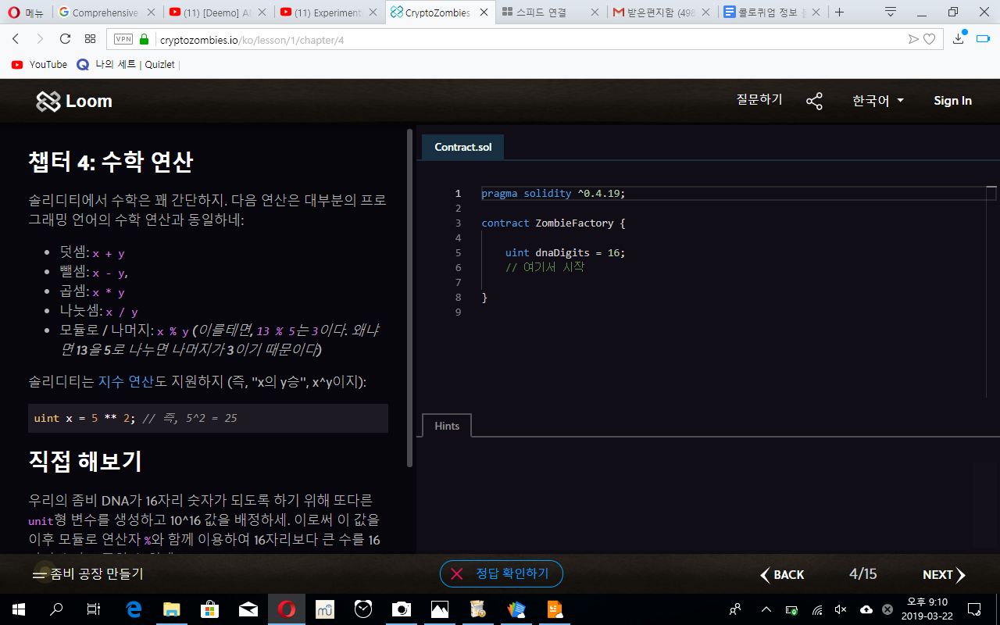 메뉴
Comprehensive
(11) [Deemo]
(11) Experiment
CryptoZombies
스피드 연결
받은편지함 (498
콜로퀴엄 정보
VPN
cryptozombies.io/ko/lesson/1/chapter/4
YouTube
나의 세트 | Quizlet
Loom
질문하기
한국어
Sign In
챕터 4: 수학 연산
솔리디티에서 수학은 꽤 간단하지. 다음 연산은 대부분의 프로
그래밍 언어의 수학 연산과 동일하네:
덧셈: x + y
뺄셈: x - y,
곱셈: x * y
나눗셈: x / y
모듈로 / 나머지: x % y (이를테면, 13 % 5는 3이다. 왜냐
면 13을 5로 나누면 나머지가 3이기 때문이다)
솔리디티는 지수 연산도 지원하지 (즉, "x의 y승", x^y이지):
uint x = 5 ** 2; // 즉, 5^2 = 25
직접 해보기
우리의 좀비 DNA가 16자리 숫자가 되도록 하기 위해 또다른
unit형 변수를 생성하고 10^16 값을 배정하세. 이로써 이 값을
이후 모듈로 연산자 %와 함께 이용하여 16자리보다 큰 수를 16
Contract.sol
1 pragma solidity ^0.4.19;
2
3 contract ZombieFactory {
4
5 uint dnaDigits = 16;
6 // 여기서 시작
7
8 }
9
Hints
좀비 공장 만들기
정답 확인하기
BACK
4/15
NEXT
오후 9:10
2019-03-22